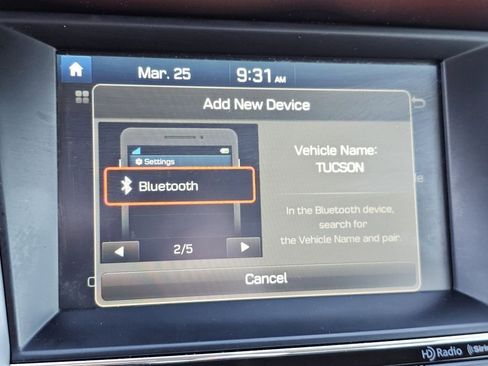 Mar. 25 9:31 AM
Add New Device
Settings
Bluetooth
2/5
Vehicle Name:
TUCSON
In the Bluetooth device,
search for
the Vehicle Name and pair.
Cancel
HD Radio